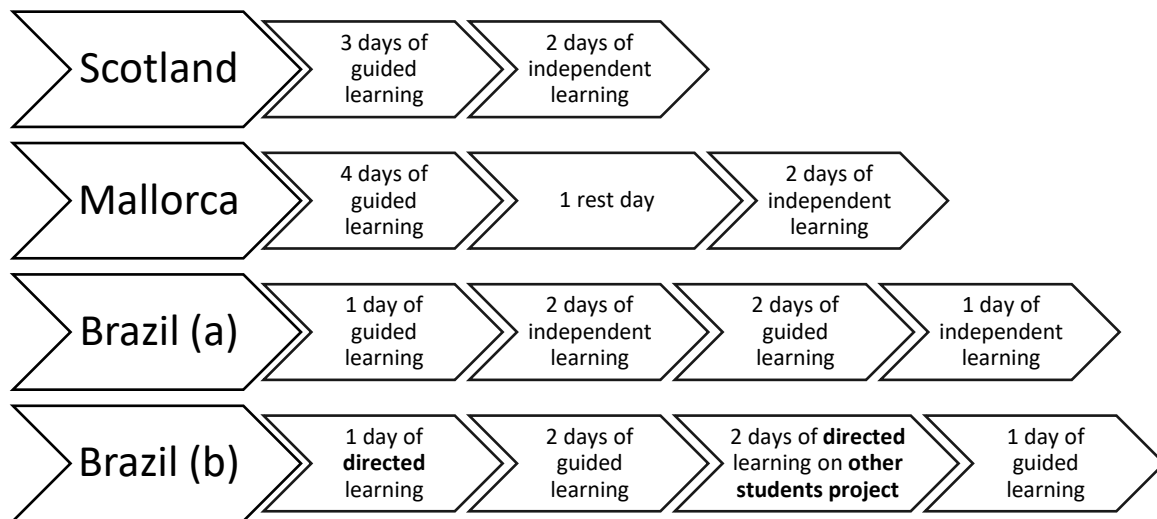 Scotland
3 days of
guided
learning
2 days of
independent
learning
Mallorca
4 days of
guided
learning
1 rest day
2 days of
independent
learning
Brazil (a)
1 day of
guided
learning
2 days of
independent
learning
2 days of
guided
learning
1 day of
independent
learning
Brazil (b)
1 day of
directed
learning
2 days of
guided
learning
2 days of directed
learning on other
students project
1 day of
guided
learning